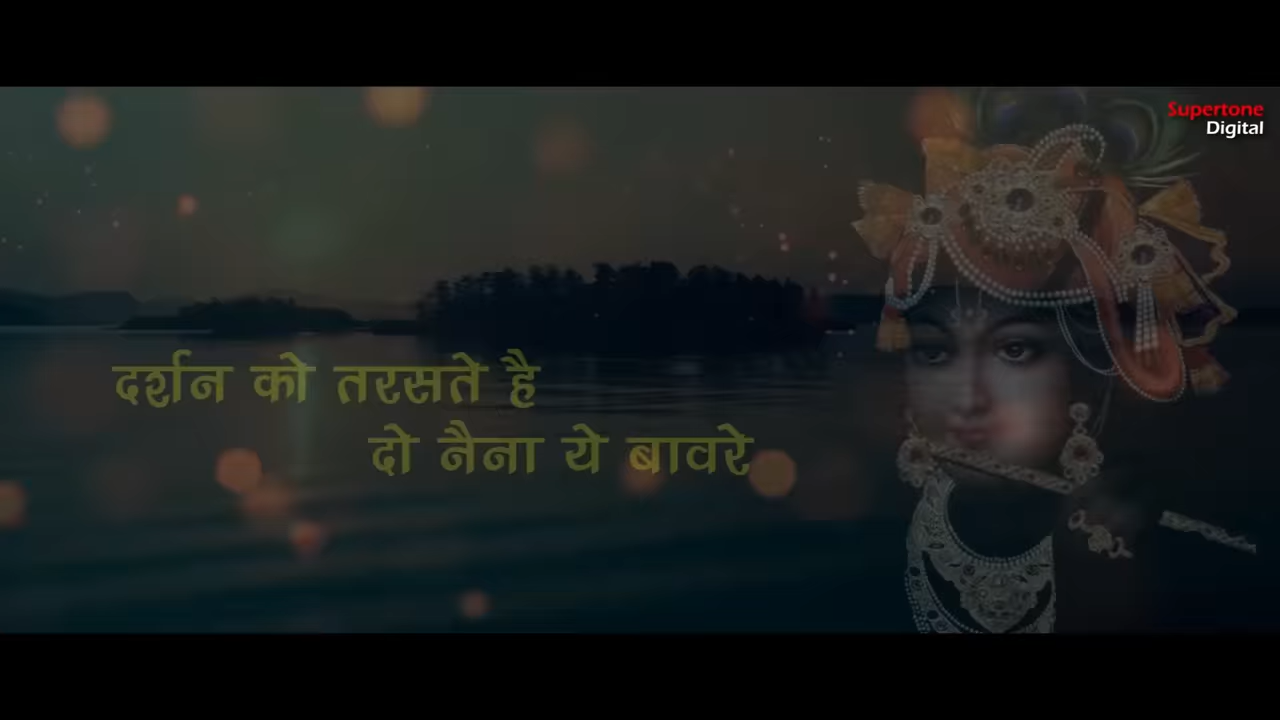 Supertone
Digital
दर्शन को तरसते है
दो नैना ये बावरे